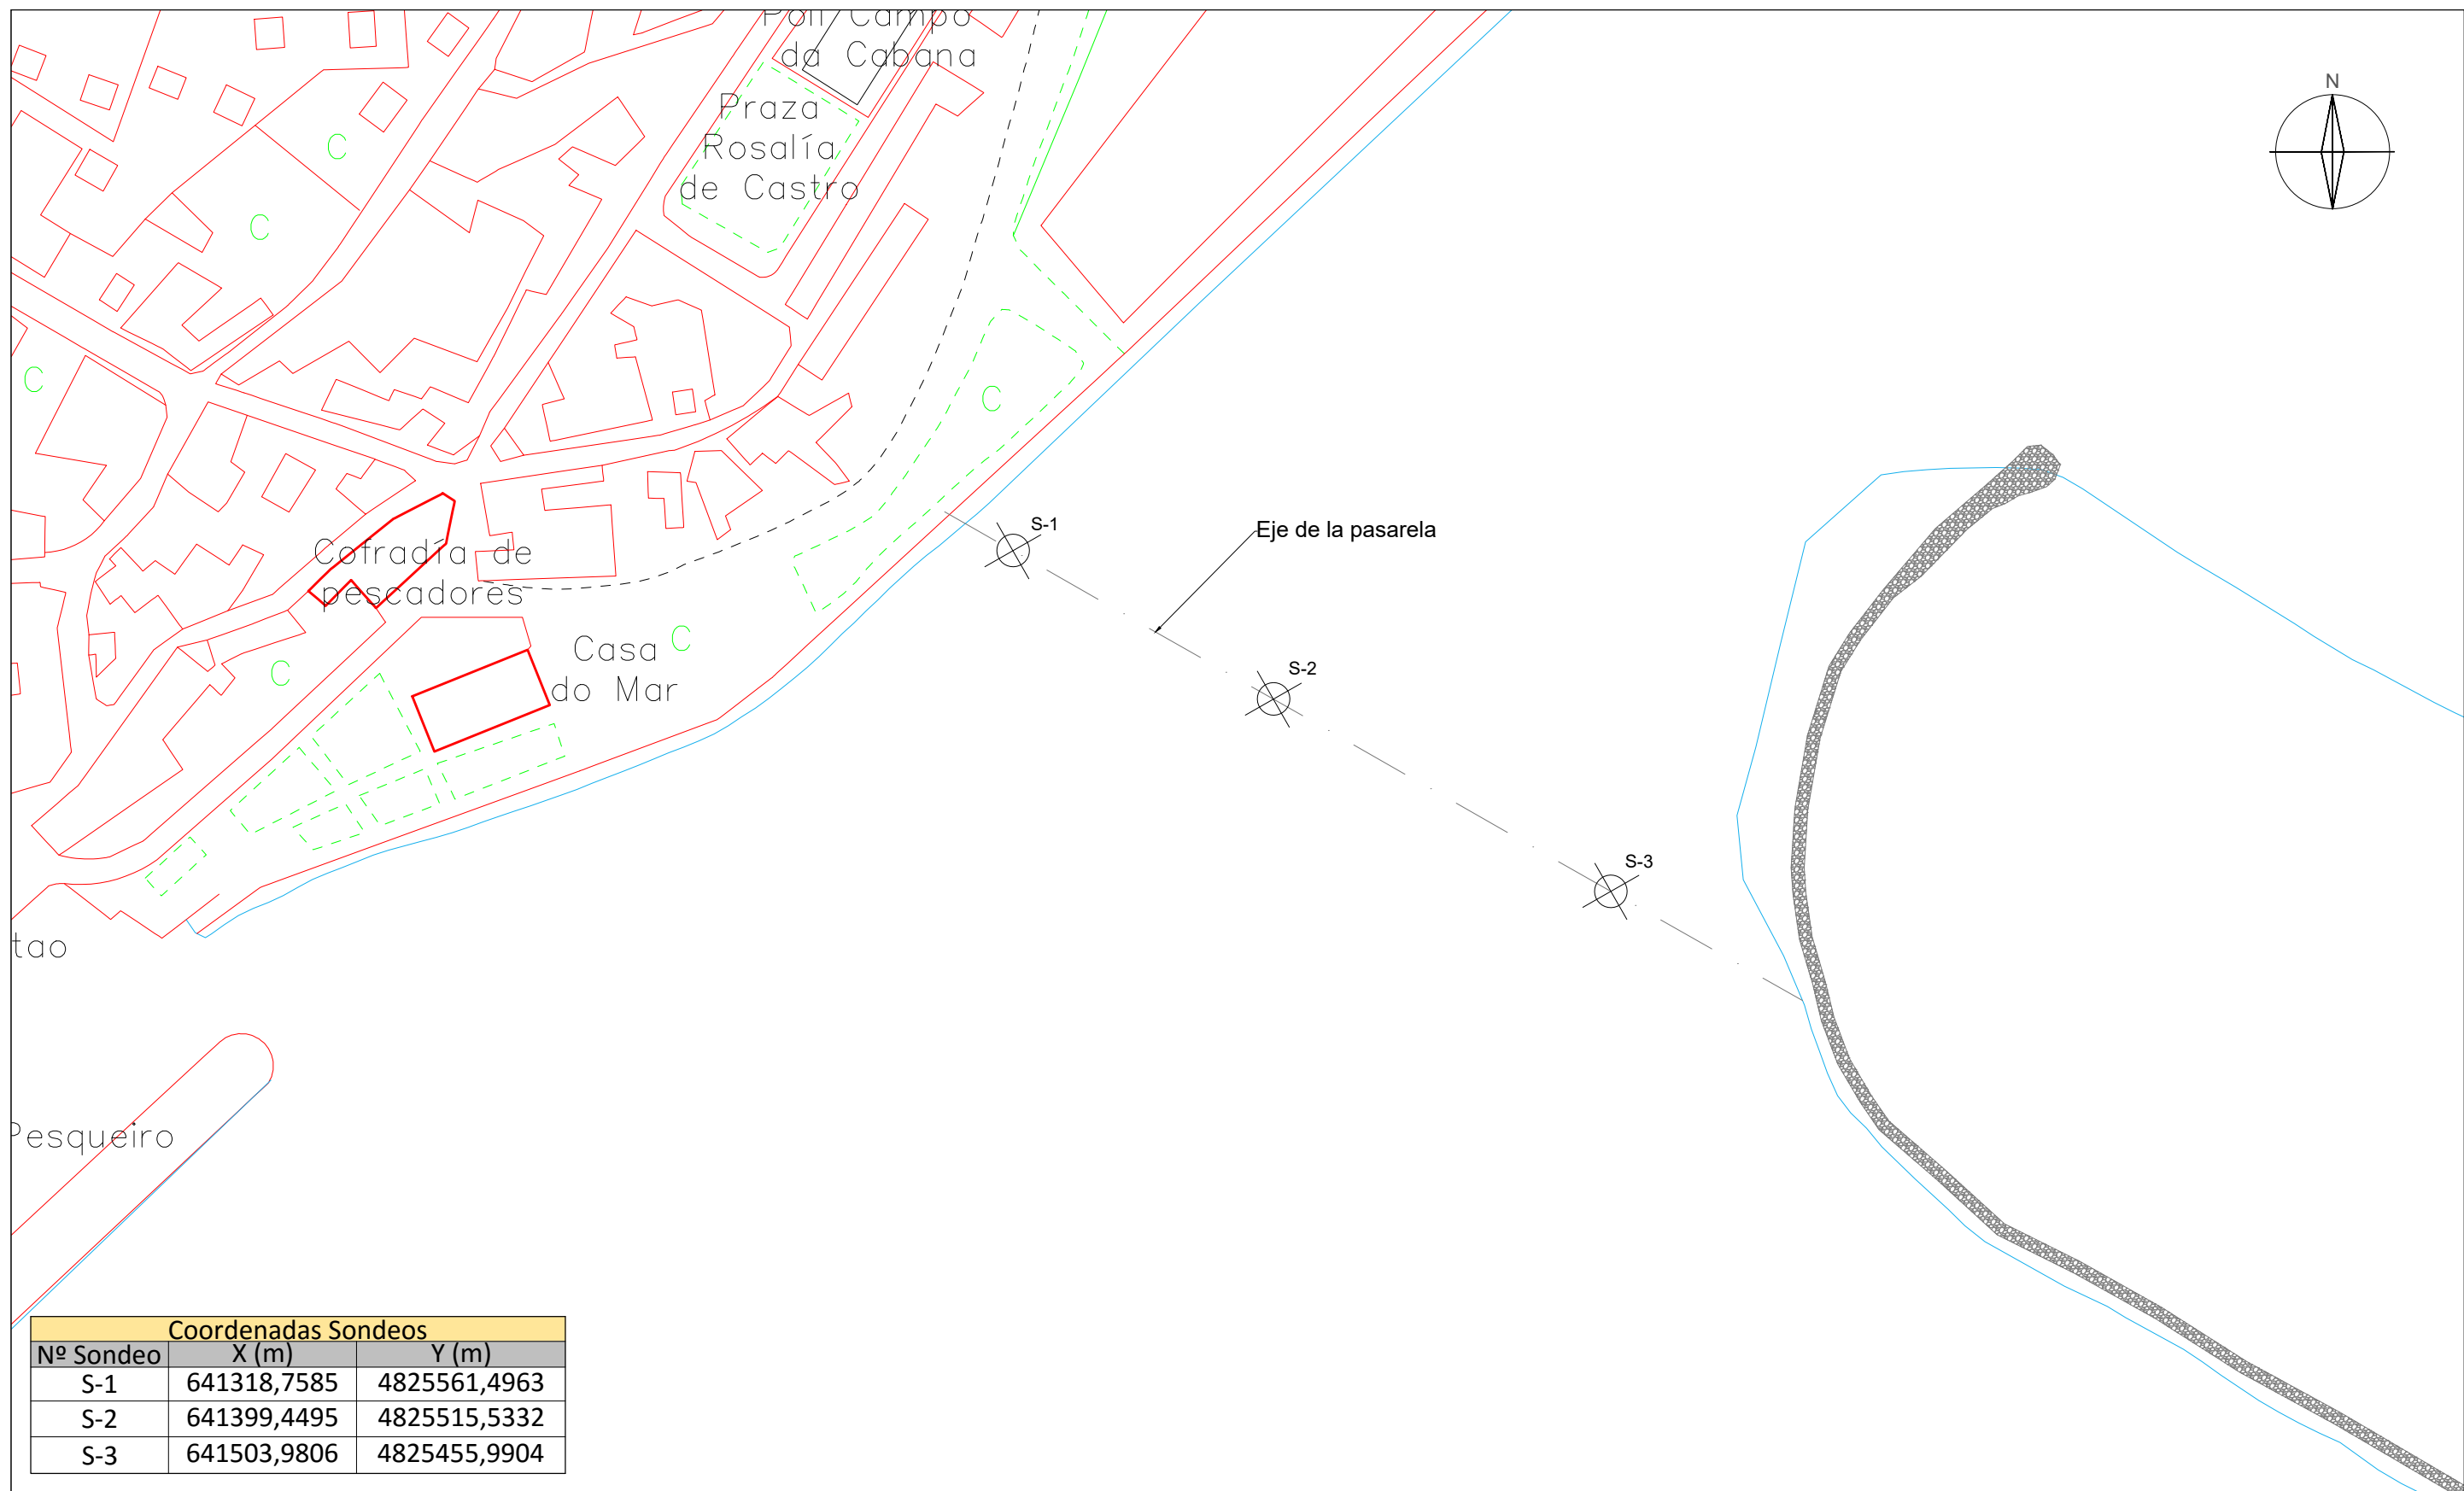 Poli Campo
da Cabana
Praza
Rosalía
de Castro
N
C
C
C
C
S-1
Eje de la pasarela
Cofradía de
pescadores
Casa
do Mar
C
C
S-2
S-3
tao
Pesqueiro
Coordenadas Sondeos
Nº Sondeo X (m) Y (m)
S-1 641318,7585 4825561,4963
S-2 641399,4495 4825515,5332
S-3 641503,9806 4825455,9904